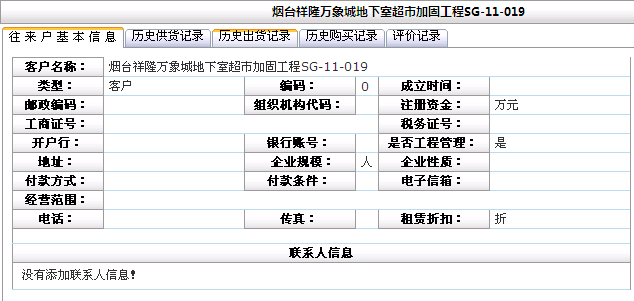 烟台祥隆万象城地下室超市加固工程SG-11-019
往来户基本信息 历史供货记录 历史出货记录 历史购买记录 评价记录
客户名称： 烟台祥隆万象城地下室超市加固工程SG-11-019
类型： 客户 编码： 0 成立时间：
邮政编码： 组织机构代码： 注册资金： 万元
工商证号： 税务证号：
开户行： 银行账号： 是否工程管理： 是
地址： 企业规模： 人 企业性质：
付款方式： 付款条件： 电子信箱：
经营范围：
电话： 传真： 租赁折扣： 折
联系人信息
没有添加联系人信息！